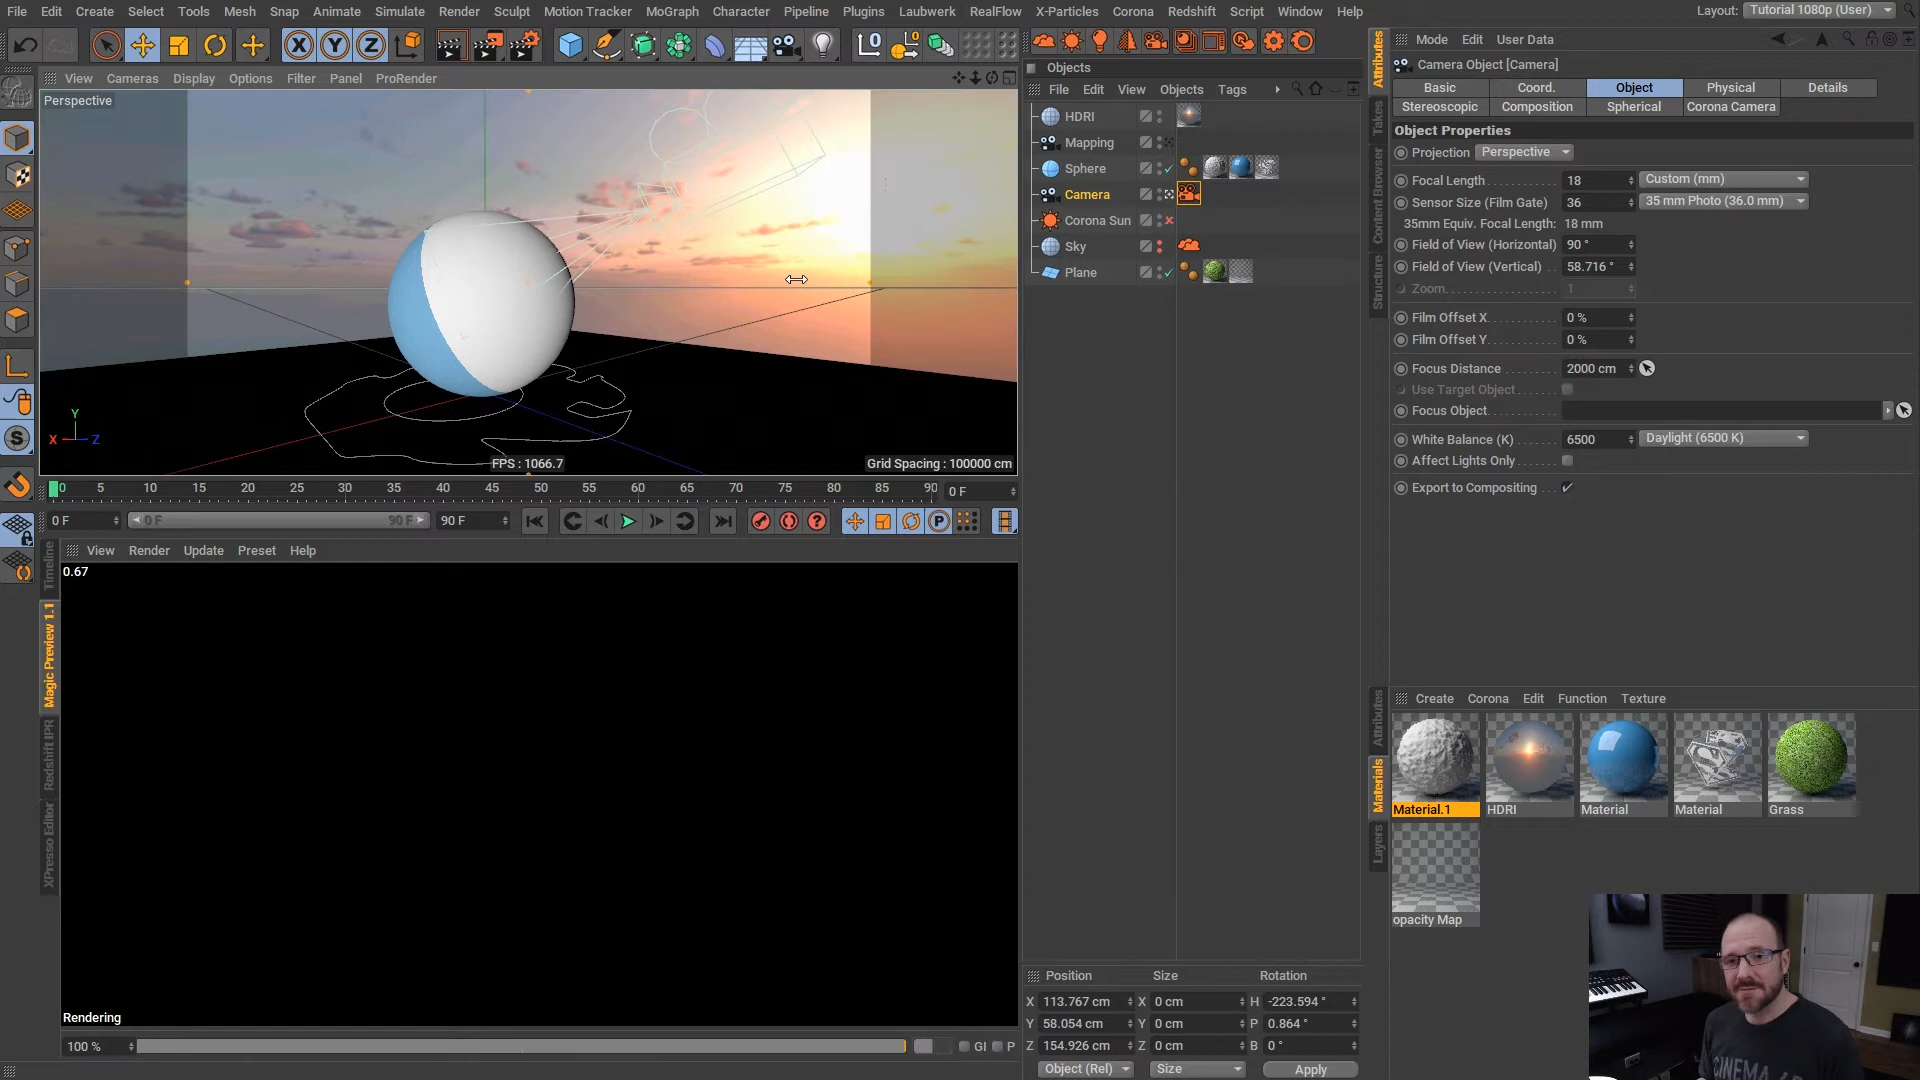 File Edit Create Select Tools Mesh Snap Animate Simulate Render Sculpt Motion Tracker MoGraph Character Pipeline Plugins Laubwerk RealFlow X-Particles Corona Redshift Script Window Help Layout: Tutorial 1080p (User)
View Cameras Display Options Filter Panel ProRender
Perspective
Y
X Z
FPS : 1066.7
Grid Spacing : 100000 cm
0 5 10 15 20 25 30 35 40 45 50 55 60 65 70 75 80 85 90 0 F
0 F 0 F 90 F 90 F
View Render Update Preset Help
0.67
Rendering
100 % GI P
Timeline
Magic Preview 1.1
Redshift IPR
XPresso Editor
Objects
File Edit View Objects Tags
HDRI
Mapping
Sphere
Camera
Corona Sun
Sky
Plane
Position Size Rotation
X 113.767 cm X 0 cm H -223.594 °
Y 58.054 cm Y 0 cm P 0.864 °
Z 154.926 cm Z 0 cm B 0 °
Object (Rel) Size Apply
Attributes
Takes
Content Browser
Structure
Mode Edit User Data
Camera Object [Camera]
Basic Coord. Object Physical Details
Stereoscopic Composition Spherical Corona Camera
Object Properties
Projection Perspective
Focal Length 18 Custom (mm)
Sensor Size (Film Gate) 36 35 mm Photo (36.0 mm)
35mm Equiv. Focal Length: 18 mm
Field of View (Horizontal) 90 °
Field of View (Vertical) 58.716 °
Zoom 1
Film Offset X 0 %
Film Offset Y 0 %
Focus Distance 2000 cm
Use Target Object
Focus Object
White Balance (K) 6500 Daylight (6500 K)
Affect Lights Only
Export to Compositing
Attributes
Materials
Layers
Create Corona Edit Function Texture
Material.1 HDRI Material Material Grass
opacity Map
CINEMA